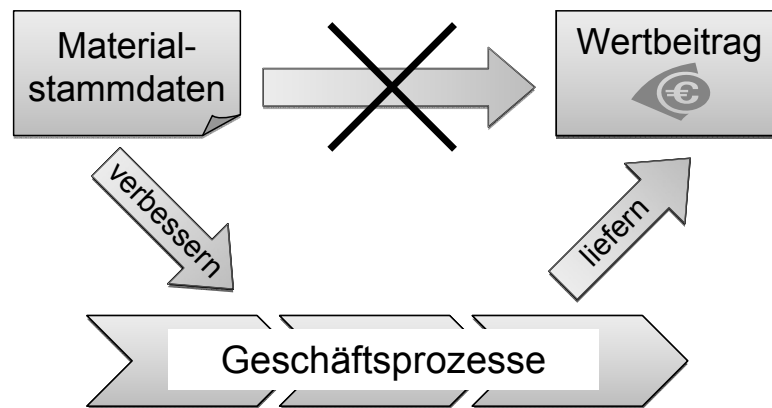 Material-
stammdaten
Wertbeitrag
€
verbessern
liefern
Geschäftsprozesse